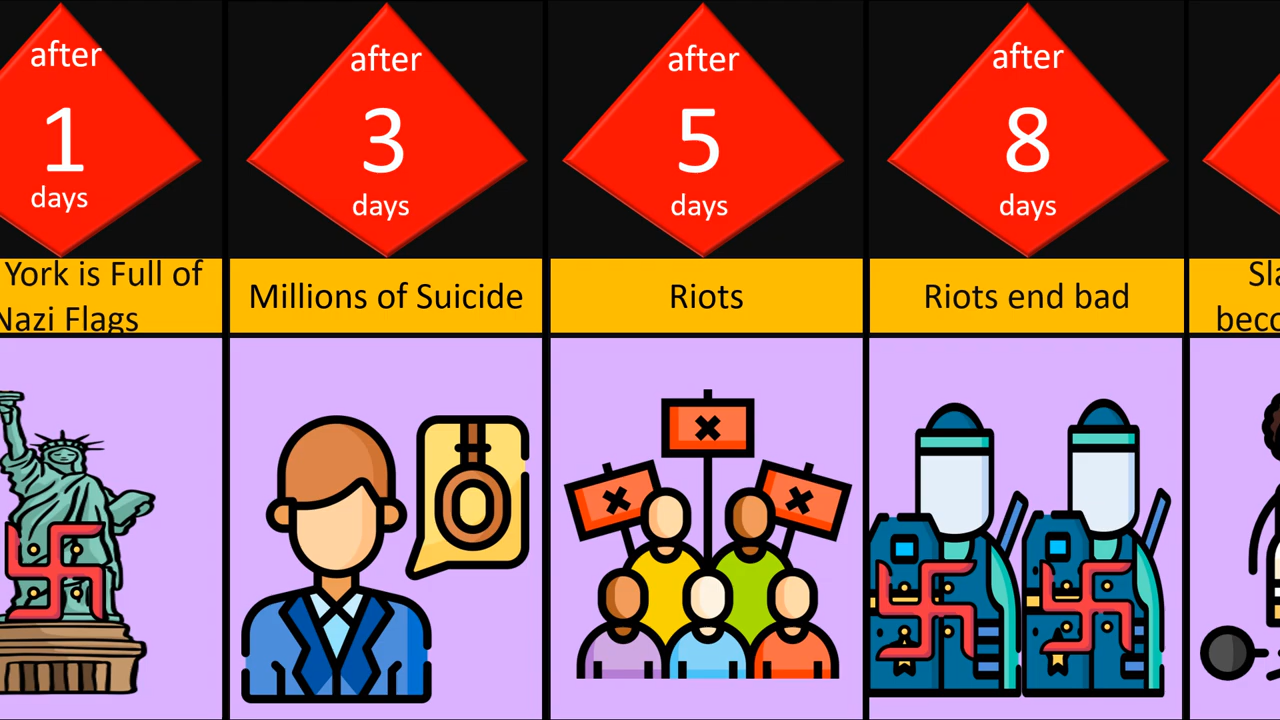 after
1
days
York is Full of
Nazi Flags
after
3
days
Millions of Suicide
after
5
days
Riots
after
8
days
Riots end bad